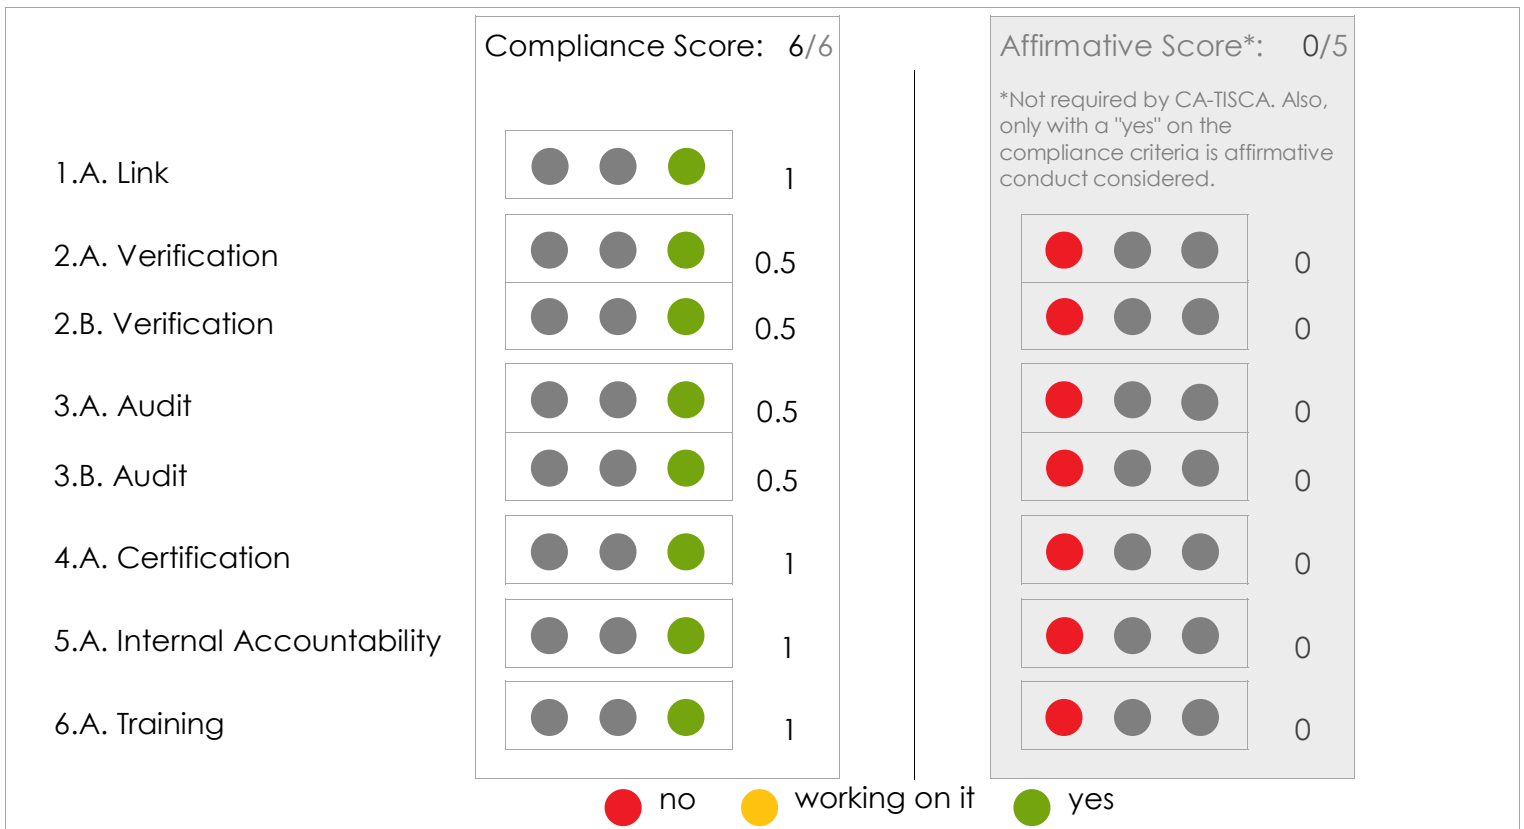 Compliance Score: 6/6
Affirmative Score*: 0/5
*Not required by CA-TISCA. Also,
only with a "yes" on the
compliance criteria is affirmative
conduct considered.
1.A. Link 1
2.A. Verification 0.5 0
2.B. Verification 0.5 0
3.A. Audit 0.5 0
3.B. Audit 0.5 0
4.A. Certification 1 0
5.A. Internal Accountability 1 0
6.A. Training 1 0
no working on it yes